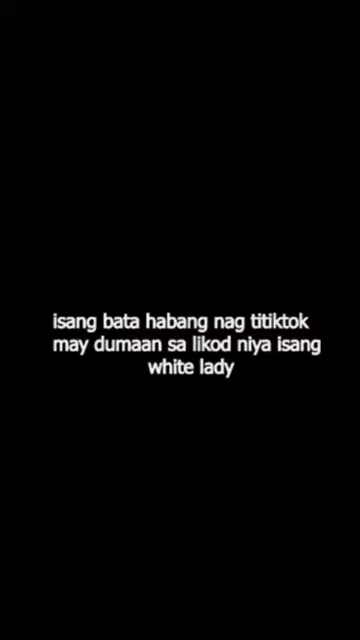 isang bata habang nag titiktok
may dumaan sa likod niya isang
white lady